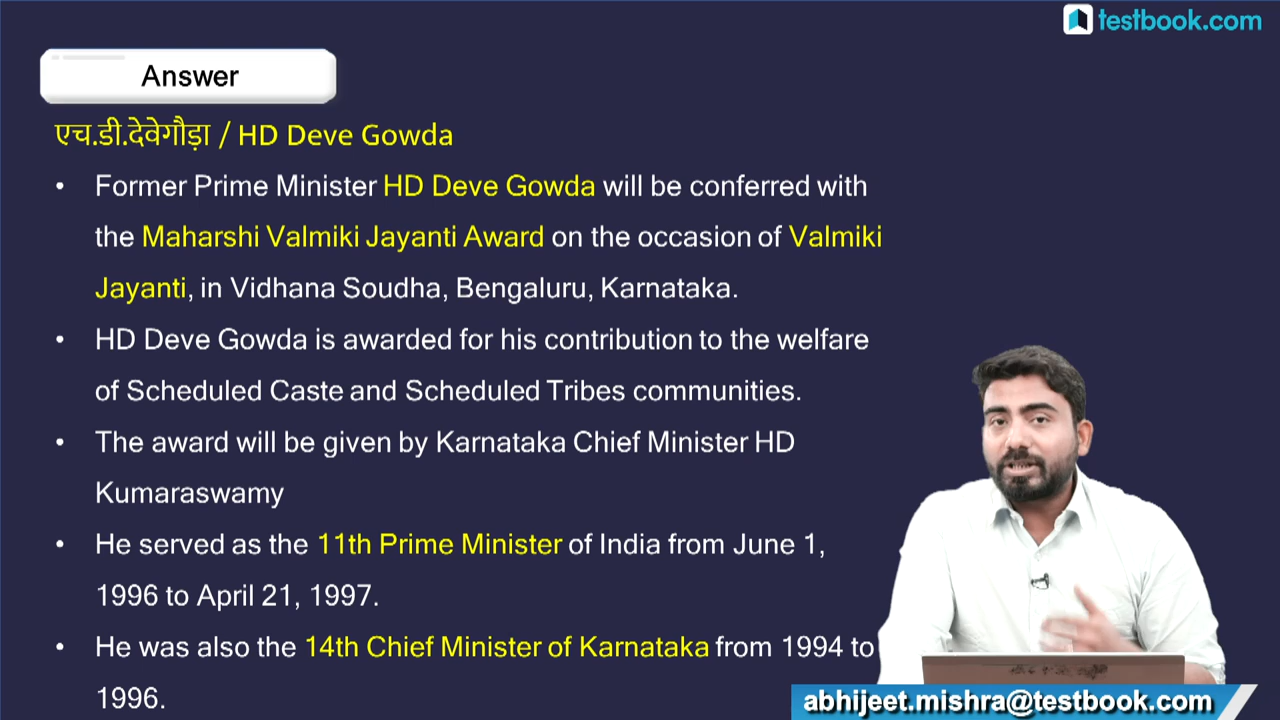 testbook.com
Answer
एच.डी.देवेगौड़ा / HD Deve Gowda
• Former Prime Minister HD Deve Gowda will be conferred with
the Maharshi Valmiki Jayanti Award on the occasion of Valmiki
Jayanti, in Vidhana Soudha, Bengaluru, Karnataka.
• HD Deve Gowda is awarded for his contribution to the welfare
of Scheduled Caste and Scheduled Tribes communities.
• The award will be given by Karnataka Chief Minister HD
Kumaraswamy
• He served as the 11th Prime Minister of India from June 1,
1996 to April 21, 1997.
• He was also the 14th Chief Minister of Karnataka from 1994 to
1996.
abhijeet.mishra@testbook.com